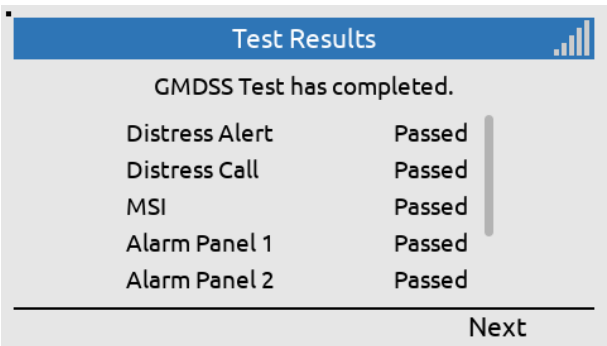 Test Results
GMDSS Test has completed.
Distress Alert Passed
Distress Call Passed
MSI Passed
Alarm Panel 1 Passed
Alarm Panel 2 Passed
Next